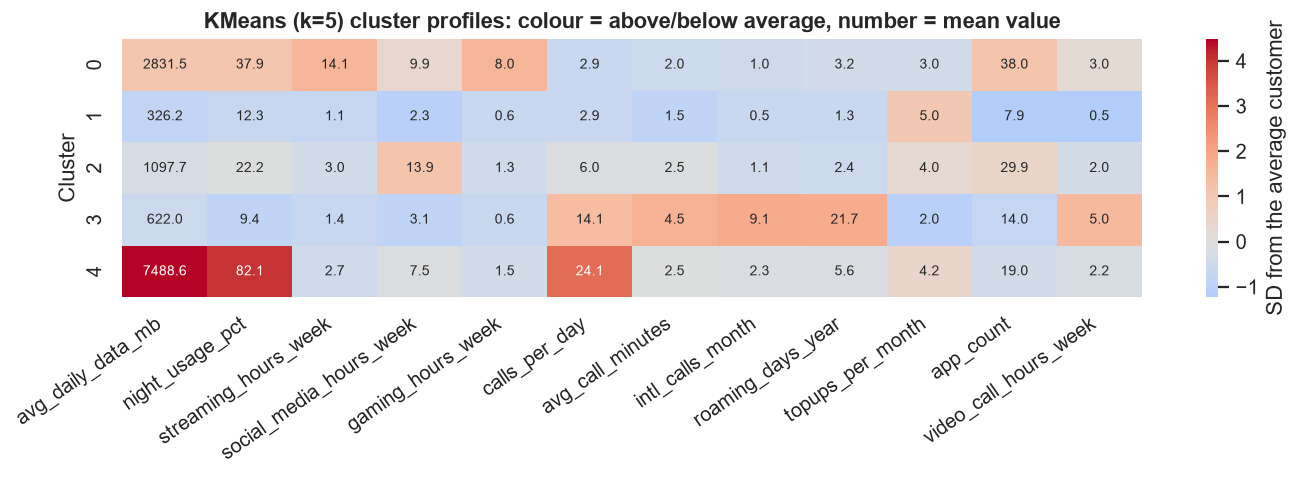 KMeans (k=5) cluster profiles: colour = above/below average, number = mean value
Cluster
0 2831.5 37.9 14.1 9.9 8.0 2.9 2.0 1.0 3.2 3.0 38.0 3.0
1 326.2 12.3 1.1 2.3 0.6 2.9 1.5 0.5 1.3 5.0 7.9 0.5
2 1097.7 22.2 3.0 13.9 1.3 6.0 2.5 1.1 2.4 4.0 29.9 2.0
3 622.0 9.4 1.4 3.1 0.6 14.1 4.5 9.1 21.7 2.0 14.0 5.0
4 7488.6 82.1 2.7 7.5 1.5 24.1 2.5 2.3 5.6 4.2 19.0 2.2
avg_daily_data_mb
night_usage_pct
streaming_hours_week
social_media_hours_week
gaming_hours_week
calls_per_day
avg_call_minutes
intl_calls_month
roaming_days_year
topups_per_month
app_count
video_call_hours_week
4
3
2
1
0
−1
SD from the average customer